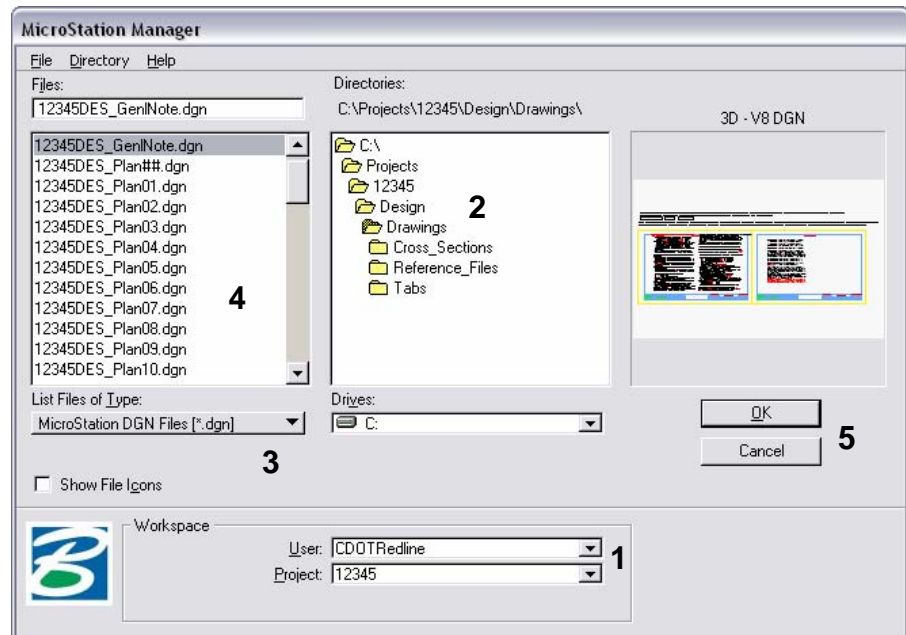 MicroStation Manager
File Directory Help
Files:
12345DES_GenlNote.dgn
12345DES_GenlNote.dgn
12345DES_Plan##.dgn
12345DES_Plan01.dgn
12345DES_Plan02.dgn
12345DES_Plan03.dgn
12345DES_Plan04.dgn
12345DES_Plan05.dgn
12345DES_Plan06.dgn
12345DES_Plan07.dgn
12345DES_Plan08.dgn
12345DES_Plan09.dgn
12345DES_Plan10.dgn
4
List Files of Type:
MicroStation DGN Files [*.dgn]
3
Show File Icons
Directories:
C:\Projects\12345\Design\Drawings\
C:\
Projects
12345
Design
Drawings
Cross_Sections
Reference_Files
Tabs
2
Drives:
C:
3D - V8 DGN
OK
Cancel
5
Workspace
User: CDOTRedline
Project: 12345
1